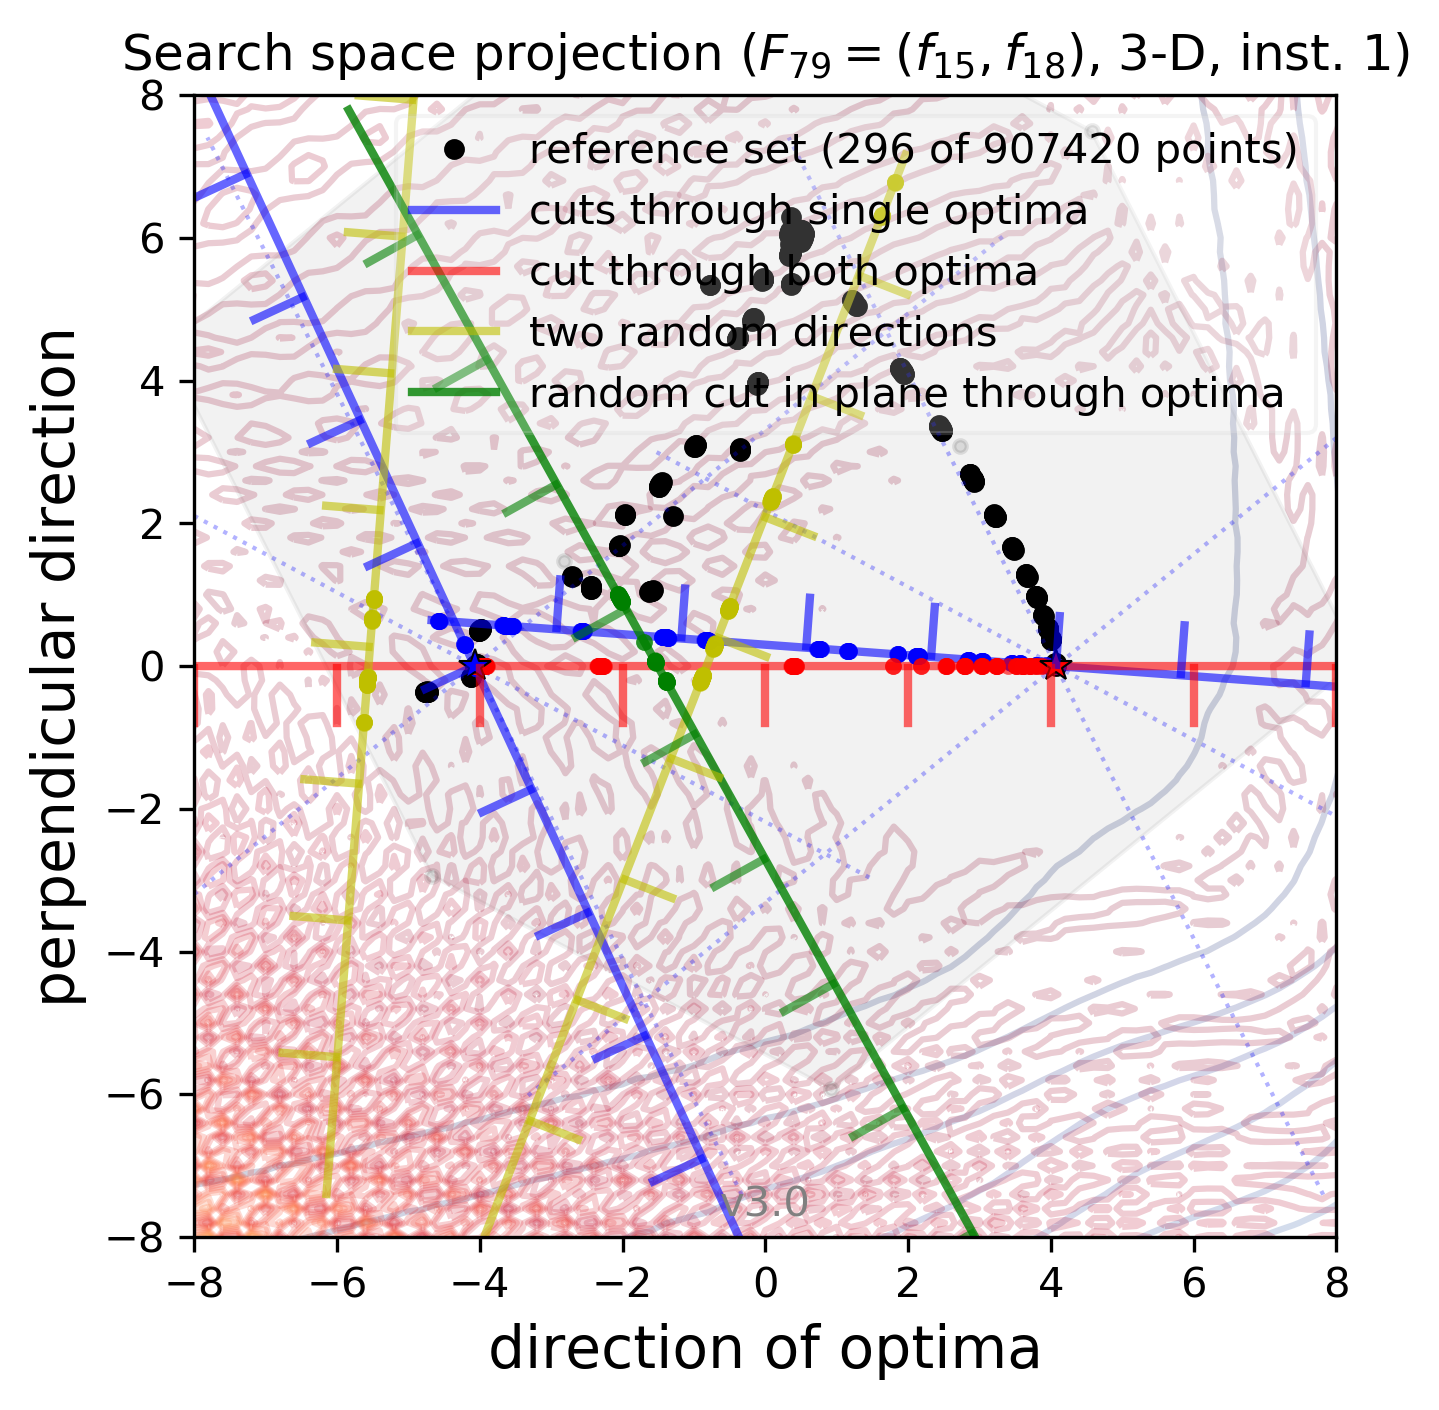 Search space projection (F₇₉ = (f₁₅, f₁₈), 3-D, inst. 1)
reference set (296 of 907420 points)
cuts through single optima
cut through both optima
two random directions
random cut in plane through optima
perpendicular direction
8
6
4
2
0
−2
−4
−6
−8
v3.0
−8 −6 −4 −2 0 2 4 6 8
direction of optima